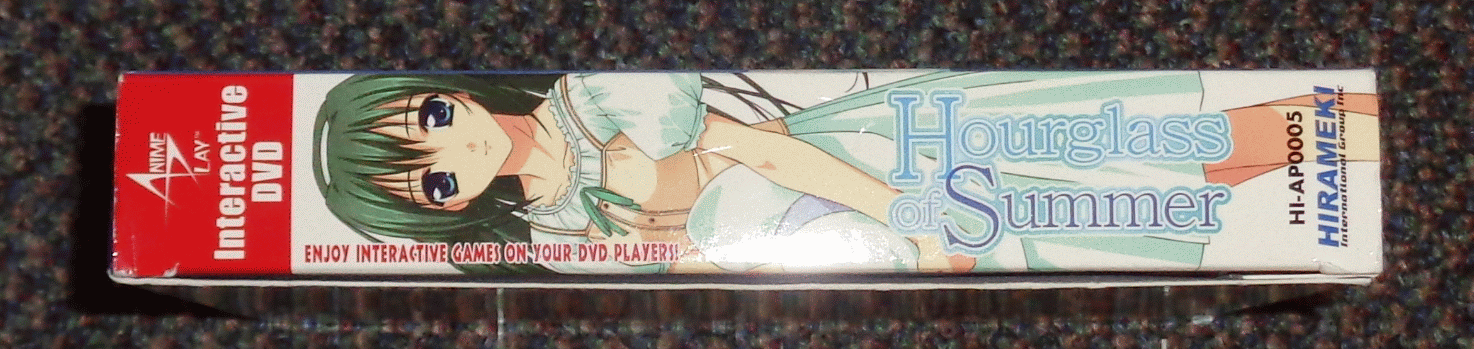 ANIME
PLAY™
Interactive
DVD
ENJOY INTERACTIVE GAMES ON YOUR DVD PLAYERS!
Hourglass
of Summer
HI-AP0005
HIRAMEKI
International Group Inc